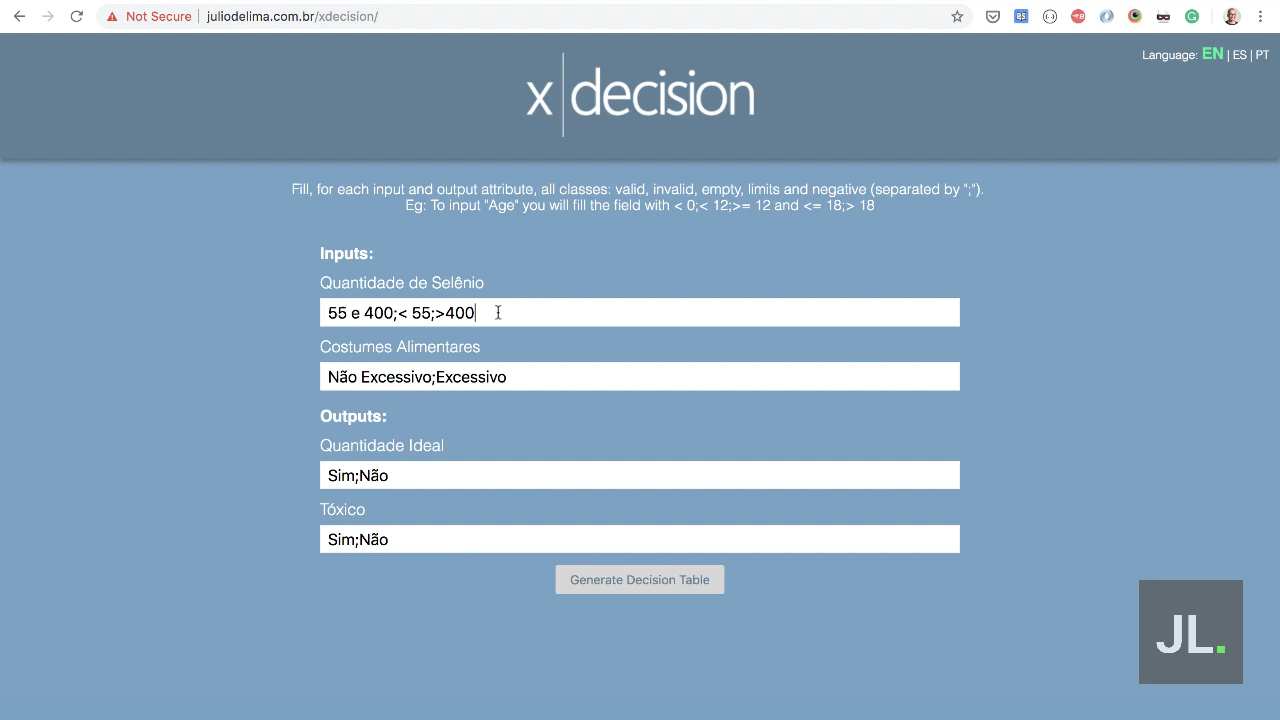 Not Secure | juliodelima.com.br/xdecision/
Language: EN | ES | PT
x|decision
Fill, for each input and output attribute, all classes: valid, invalid, empty, limits and negative (separated by ";").
Eg: To input "Age" you will fill the field with < 0;< 12;>= 12 and <= 18;> 18
Inputs:
Quantidade de Selênio
55 e 400;< 55;>400
Costumes Alimentares
Não Excessivo;Excessivo
Outputs:
Quantidade Ideal
Sim;Não
Tóxico
Sim;Não
Generate Decision Table
JL.